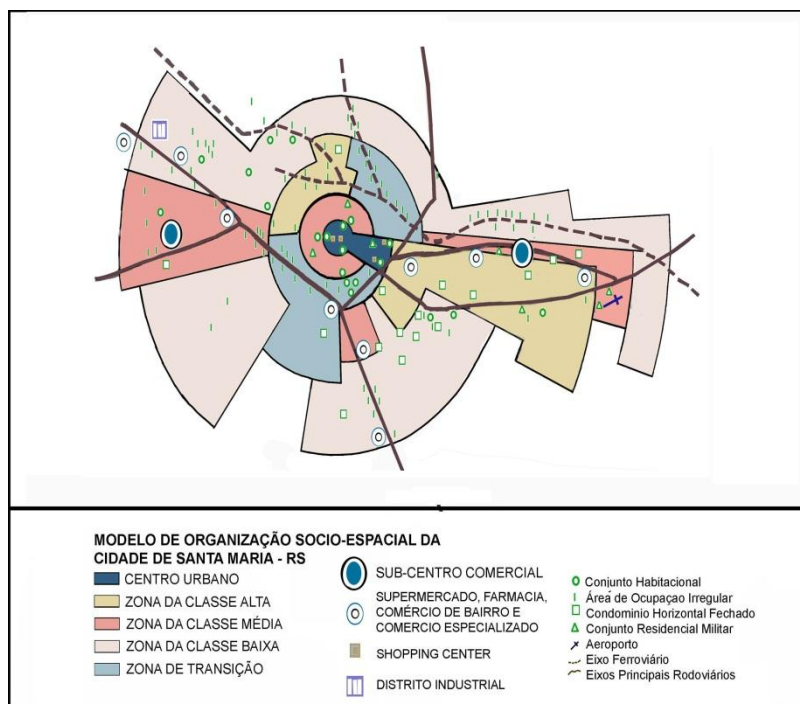 MODELO DE ORGANIZAÇÃO SOCIO-ESPACIAL DA
CIDADE DE SANTA MARIA - RS
CENTRO URBANO
ZONA DA CLASSE ALTA
ZONA DA CLASSE MÉDIA
ZONA DA CLASSE BAIXA
ZONA DE TRANSIÇÃO
SUB-CENTRO COMERCIAL
SUPERMERCADO, FARMACIA,
COMÉRCIO DE BAIRRO E
COMERCIO ESPECIALIZADO
SHOPPING CENTER
DISTRITO INDUSTRIAL
Conjunto Habitacional
Área de Ocupaçao Irregular
Condominio Horizontal Fechado
Conjunto Residencial Militar
Aeroporto
Eixo Ferroviário
Eixos Principais Rodoviários